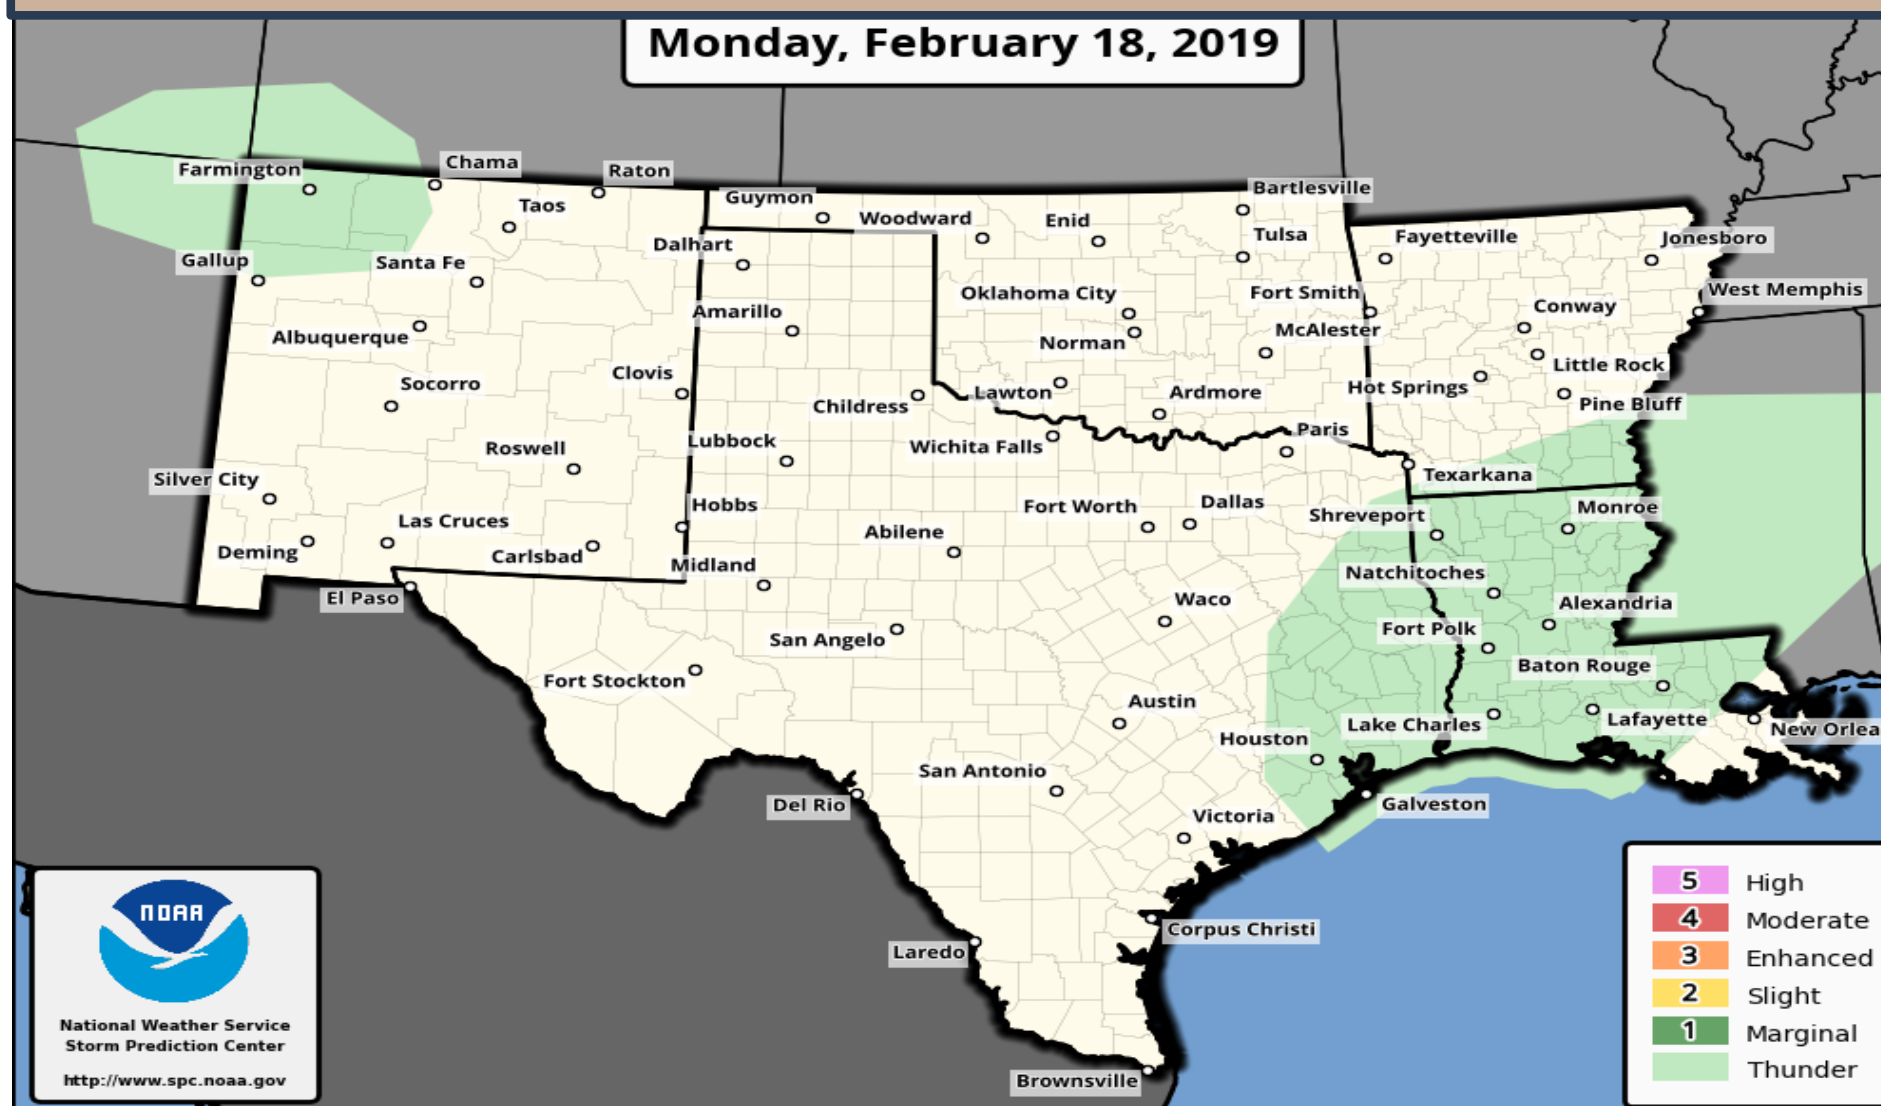 Monday, February 18, 2019
Chama
Farmington
Raton
Guymon
Bartlesville
Taos
Woodward
Enid
Tulsa
Fayetteville
Jonesboro
Dalhart
Gallup
Santa Fe
Oklahoma City
Fort Smith
West Memphis
Amarillo
Conway
Albuquerque
Norman
McAlester
Little Rock
Clovis
Socorro
Childress
Lawton
Ardmore
Hot Springs
Pine Bluff
Paris
Lubbock
Wichita Falls
Roswell
Texarkana
Silver City
Hobbs
Fort Worth
Dallas
Shreveport
Monroe
Las Cruces
Abilene
Deming
Carlsbad
Midland
Natchitoches
El Paso
Waco
Alexandria
San Angelo
Fort Polk
Fort Stockton
Baton Rouge
Austin
Lake Charles
Lafayette
New Orlea
Houston
San Antonio
Del Rio
Galveston
Victoria
Corpus Christi
Laredo
Brownsville
NOAA
National Weather Service
Storm Prediction Center
http://www.spc.noaa.gov
5 High
4 Moderate
3 Enhanced
2 Slight
1 Marginal
Thunder